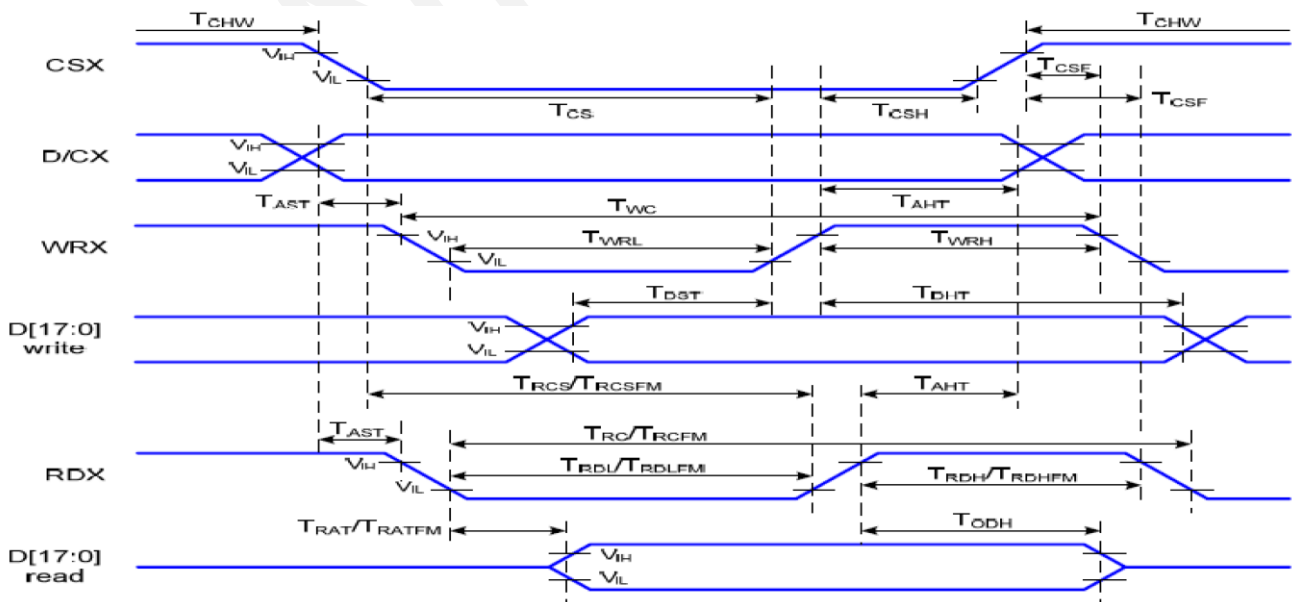 TCHW TCHW
CSX VIH
VIL
TCSF
TCS TCSH TCSF
D/CX VIH
VIL
TAST TWC TAHT
WRX VIH
TWRL TWRH
VIL
TDST TDHT
D[17:0] VIH
write VIL
TRCS/TRCSFM TAHT
TAST TRC/TRCFM
RDX VIH
VIL TRDL/TRDLFM TRDH/TRDHFM
TRAT/TRATFM TODH
D[17:0] VIH
read VIL